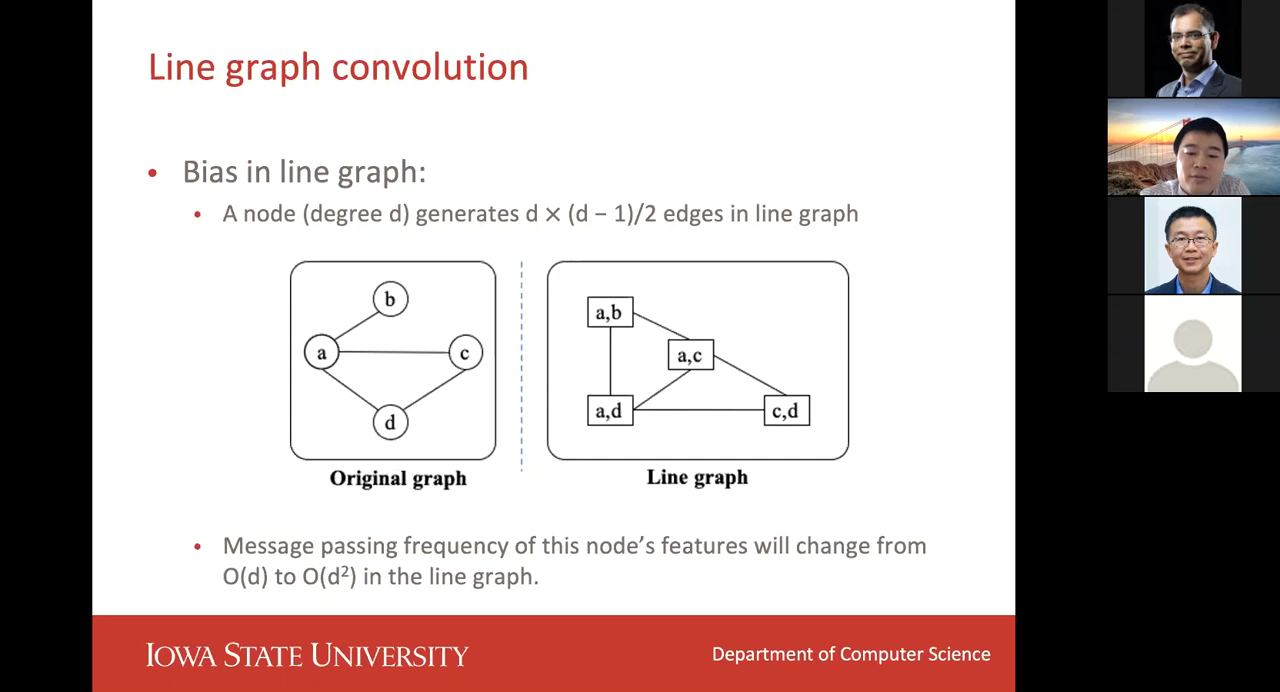 Line graph convolution
• Bias in line graph:
• A node (degree d) generates d × (d − 1)/2 edges in line graph
b
a
c
d
Original graph
a,b
a,c
a,d
c,d
Line graph
• Message passing frequency of this node's features will change from
O(d) to O(d²) in the line graph.
IOWA STATE UNIVERSITY
Department of Computer Science